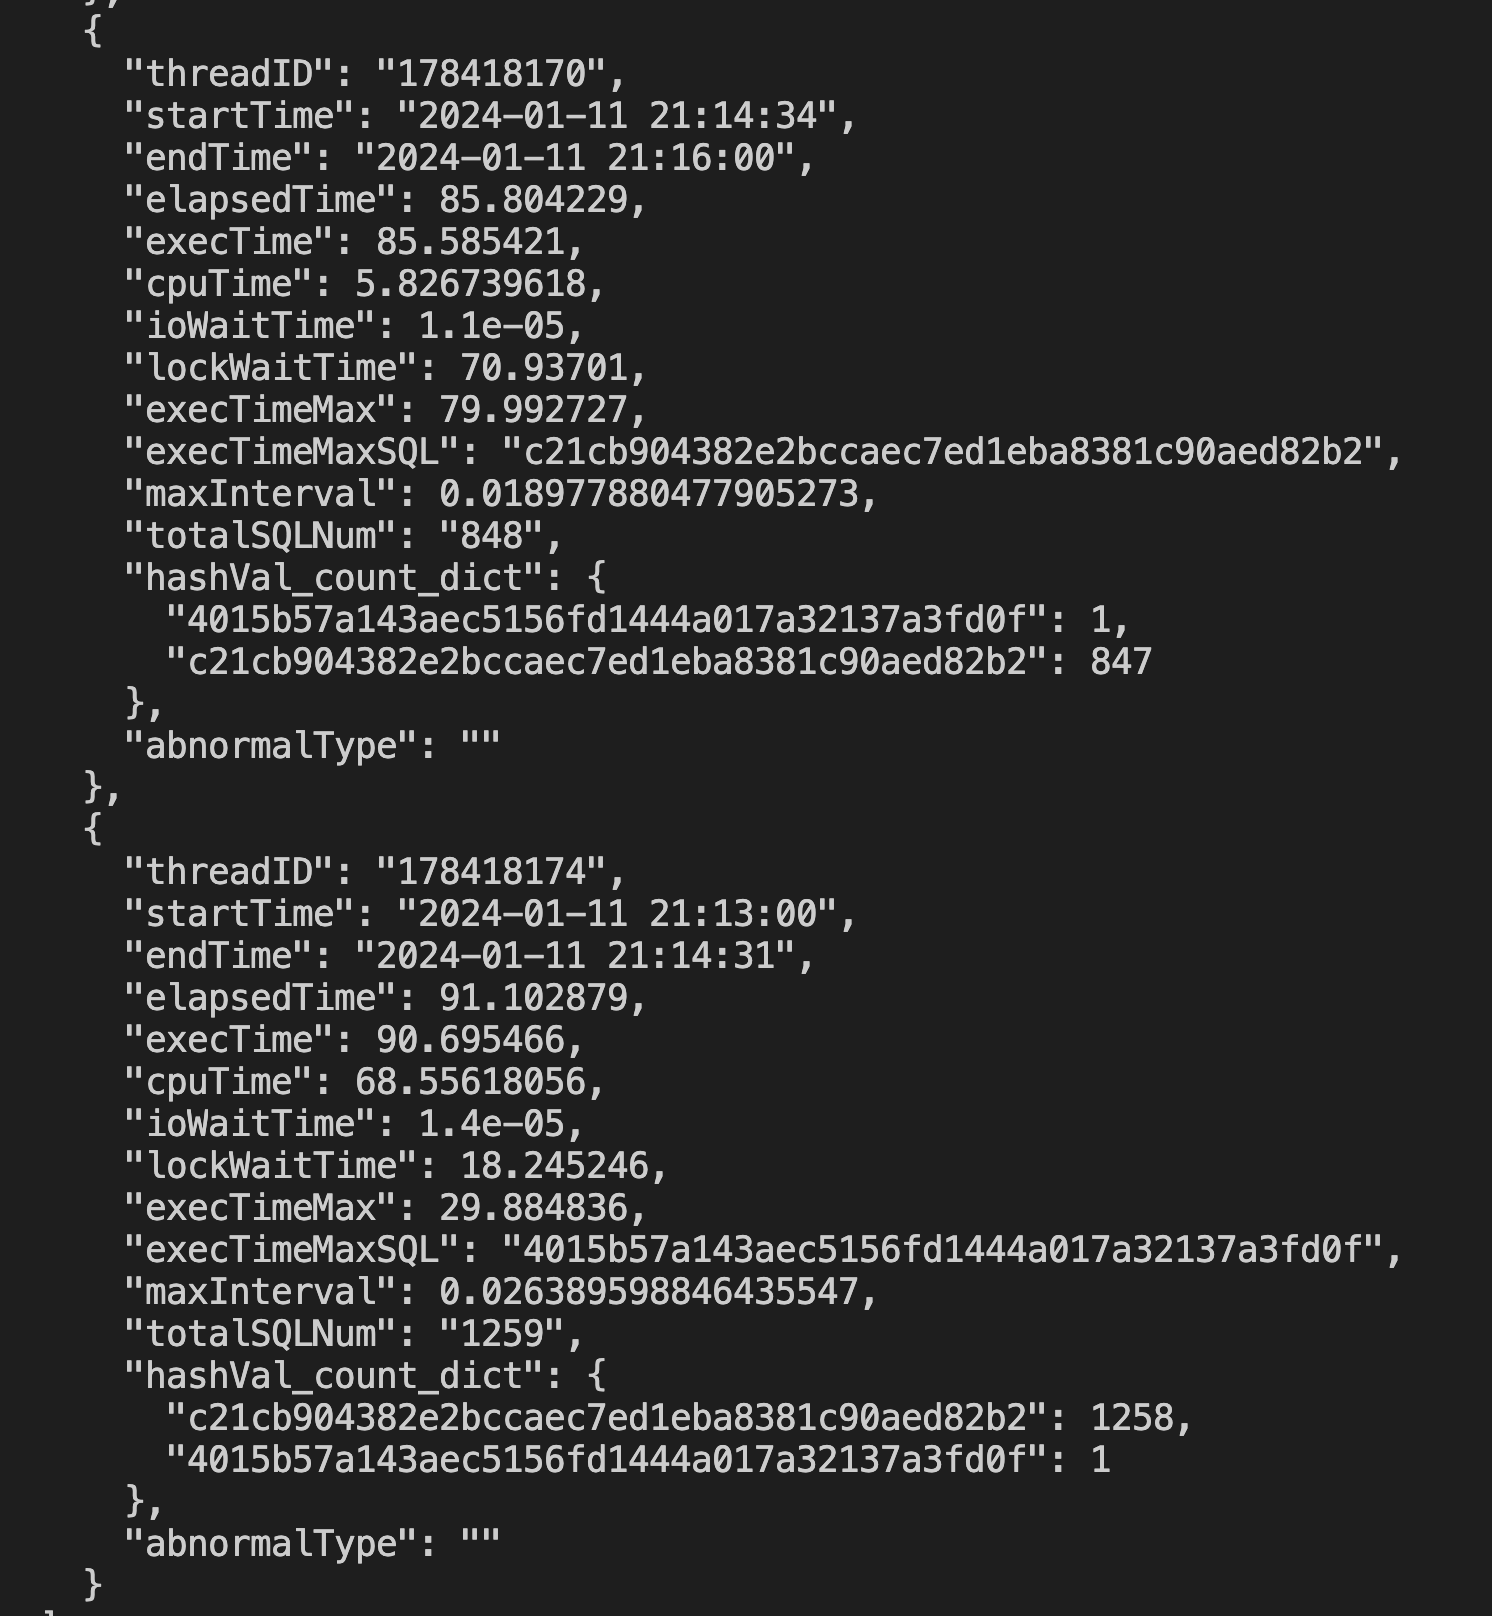 },
{
"threadID": "178418170",
"startTime": "2024-01-11 21:14:34",
"endTime": "2024-01-11 21:16:00",
"elapsedTime": 85.804229,
"execTime": 85.585421,
"cpuTime": 5.826739618,
"ioWaitTime": 1.1e-05,
"lockWaitTime": 70.93701,
"execTimeMax": 79.992727,
"execTimeMaxSQL": "c21cb904382e2bccaec7ed1eba8381c90aed82b2",
"maxInterval": 0.018977880477905273,
"totalSQLNum": "848",
"hashVal_count_dict": {
"4015b57a143aec5156fd1444a017a32137a3fd0f": 1,
"c21cb904382e2bccaec7ed1eba8381c90aed82b2": 847
},
"abnormalType": ""
},
{
"threadID": "178418174",
"startTime": "2024-01-11 21:13:00",
"endTime": "2024-01-11 21:14:31",
"elapsedTime": 91.102879,
"execTime": 90.695466,
"cpuTime": 68.55618056,
"ioWaitTime": 1.4e-05,
"lockWaitTime": 18.245246,
"execTimeMax": 29.884836,
"execTimeMaxSQL": "4015b57a143aec5156fd1444a017a32137a3fd0f",
"maxInterval": 0.026389598846435547,
"totalSQLNum": "1259",
"hashVal_count_dict": {
"c21cb904382e2bccaec7ed1eba8381c90aed82b2": 1258,
"4015b57a143aec5156fd1444a017a32137a3fd0f": 1
},
"abnormalType": ""
}
]